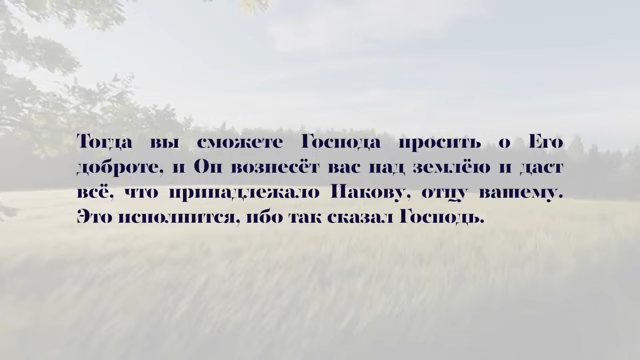 Тогда вы сможете Господа просить о Его
доброте, и Он вознесёт вас над землёю и даст
всё, что принадлежало Иакову, отцу вашему.
Это исполнится, ибо так сказал Господь.